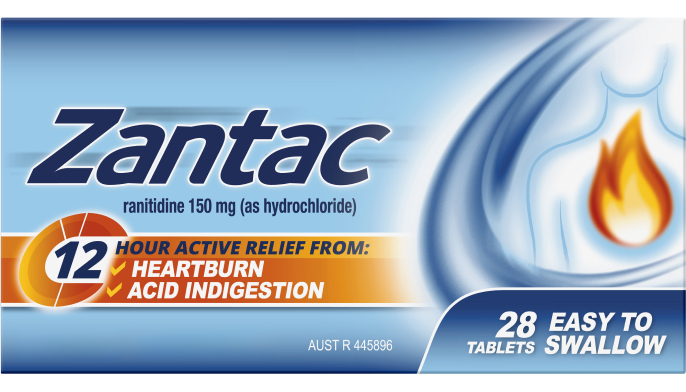 Zantac
ranitidine 150 mg (as hydrochloride)
12 HOUR ACTIVE RELIEF FROM:
HEARTBURN
ACID INDIGESTION
AUST R 445896
28 TABLETS
EASY TO
SWALLOW